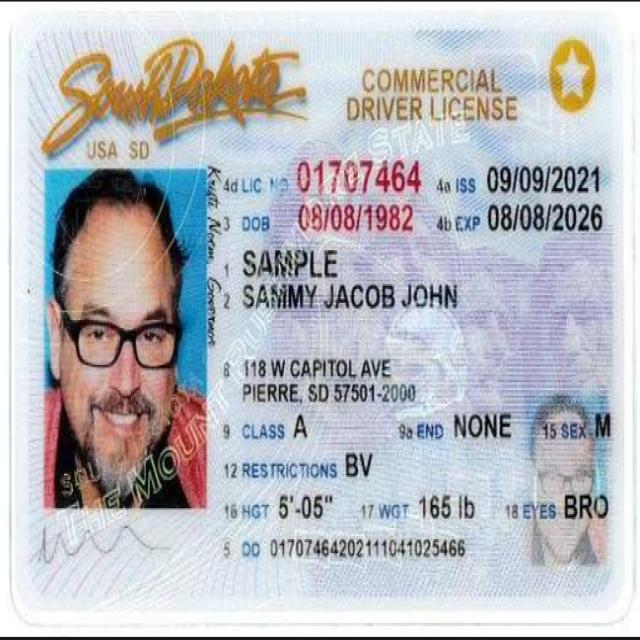 South Dakota
USA SD
COMMERCIAL
DRIVER LICENSE
4d LIC NO 01707464 4a ISS 09/09/2021
3 DOB 08/08/1982 4b EXP 08/08/2026
1 SAMPLE
2 SAMMY JACOB JOHN
8 118 W CAPITOL AVE
PIERRE, SD 57501-2000
9 CLASS A 9a END NONE 15 SEX M
12 RESTRICTIONS BV
16 HGT 5'-05" 17 WGT 165 lb 18 EYES BRO
5 DD 01707464202111041025466
Kristi Noem Governor
THE MOUNT RUSHMORE STATE